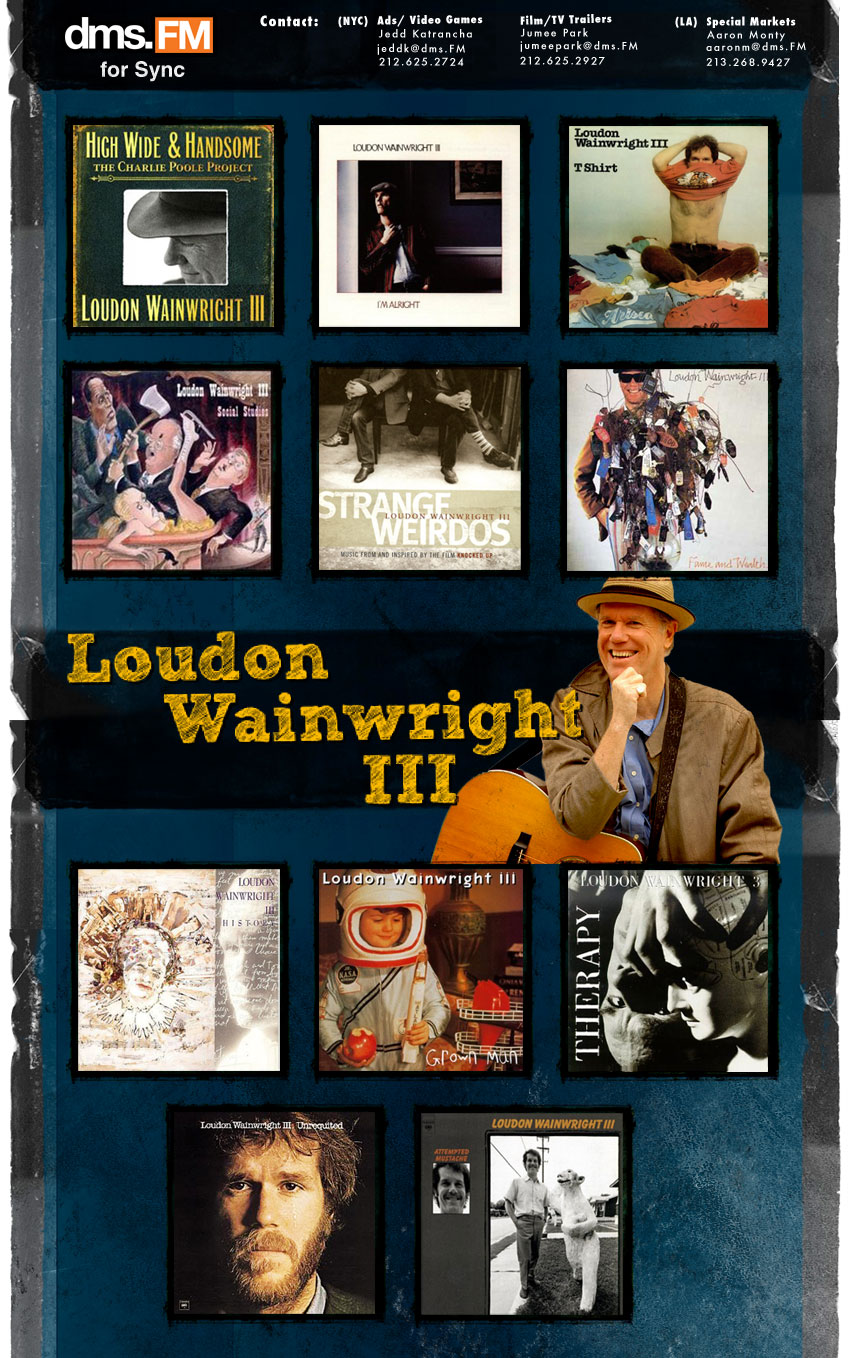 dms.FM
for Sync
Contact:
(NYC) Ads/ Video Games
Jedd Katrancha
jeddk@dms.FM
212.625.2724
Film/TV Trailers
Jumee Park
jumeepark@dms.FM
212.625.2927
(LA) Special Markets
Aaron Monty
aaronm@dms.FM
213.268.9427
HIGH WIDE & HANDSOME
THE CHARLIE POOLE PROJECT
LOUDON WAINWRIGHT III
LOUDON WAINWRIGHT III
I'M ALRIGHT
Loudon
Wainwright III
T Shirt
Arista
Loudon Wainwright III
Social Studies
STRANGE
LOUDON WAINWRIGHT III
WEIRDOS
MUSIC FROM AND INSPIRED BY THE FILM KNOCKED UP
Loudon Wainwright III
Fame and Wealth
Loudon
Wainwright
III
LOUDON
WAINWRIGHT
III
HISTORY
Loudon Wainwright III
NASA
Grown Man
LOUDON WAINWRIGHT 3
THERAPY
Loudon Wainwright III Unrequited
LOUDON WAINWRIGHT III
ATTEMPTED
MUSTACHE